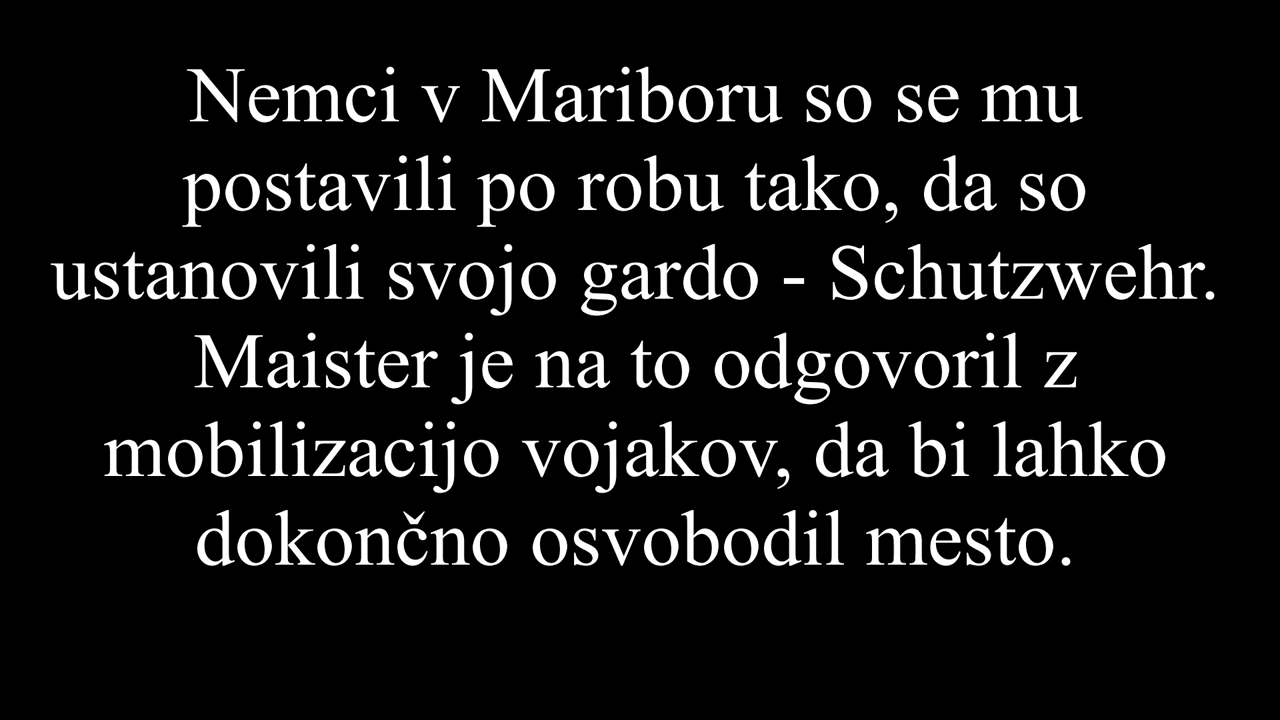 Nemci v Mariboru so se mu
postavili po robu tako, da so
ustanovili svojo gardo - Schutzwehr.
Maister je na to odgovoril z
mobilizacijo vojakov, da bi lahko
dokončno osvobodil mesto.